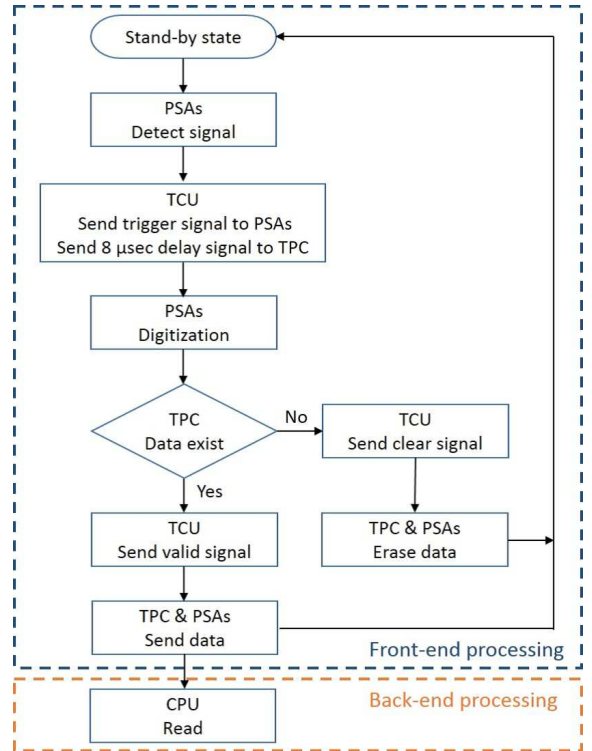 Stand-by state
PSAs
Detect signal
TCU
Send trigger signal to PSAs
Send 8 μsec delay signal to TPC
PSAs
Digitization
TPC
Data exist
No
TCU
Send clear signal
Yes
TCU
Send valid signal
TPC & PSAs
Erase data
TPC & PSAs
Send data
Front-end processing
CPU
Read
Back-end processing